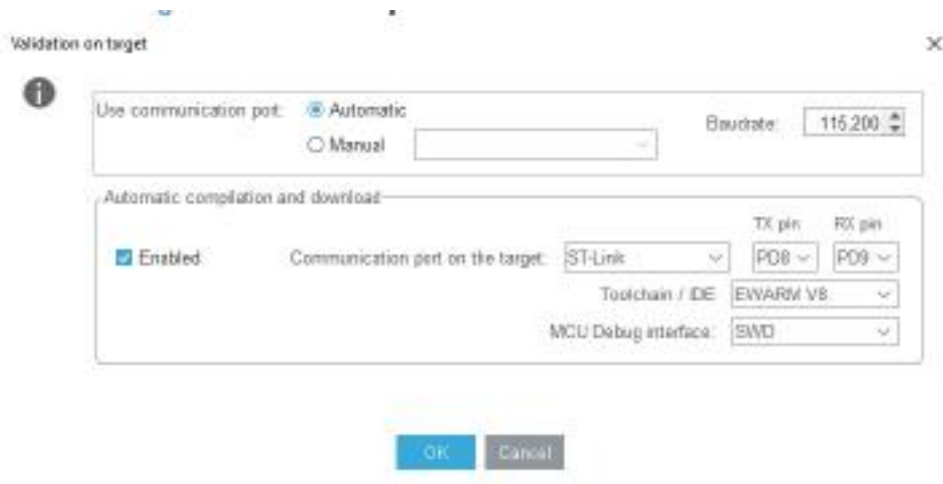 Validation on target
Use communication port: Automatic
Baudrate: 115,200
Manual
Automatic compilation and download
TX pin RX pin
Enabled Communication port on the target: ST-Link PD8 PD9
Toolchain / IDE EWARM V8
MCU Debug interface: SWD
OK Cancel